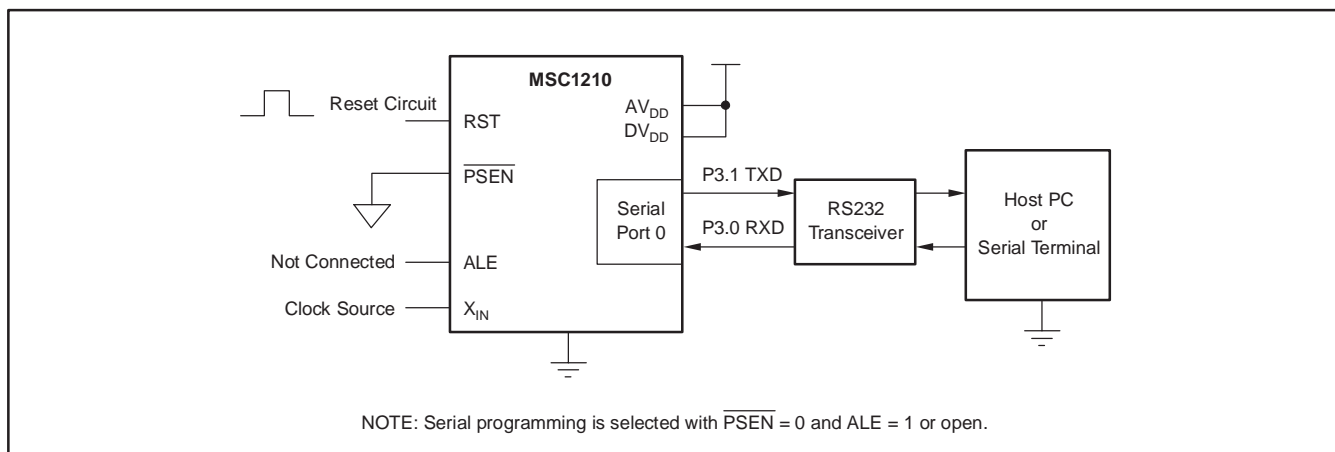 MSC1210
Reset Circuit
RST
AVDD
DVDD
PSEN
P3.1 TXD
Serial
Port 0
P3.0 RXD
RS232
Transceiver
Host PC
or
Serial Terminal
Not Connected
ALE
Clock Source
XIN
NOTE: Serial programming is selected with PSEN = 0 and ALE = 1 or open.